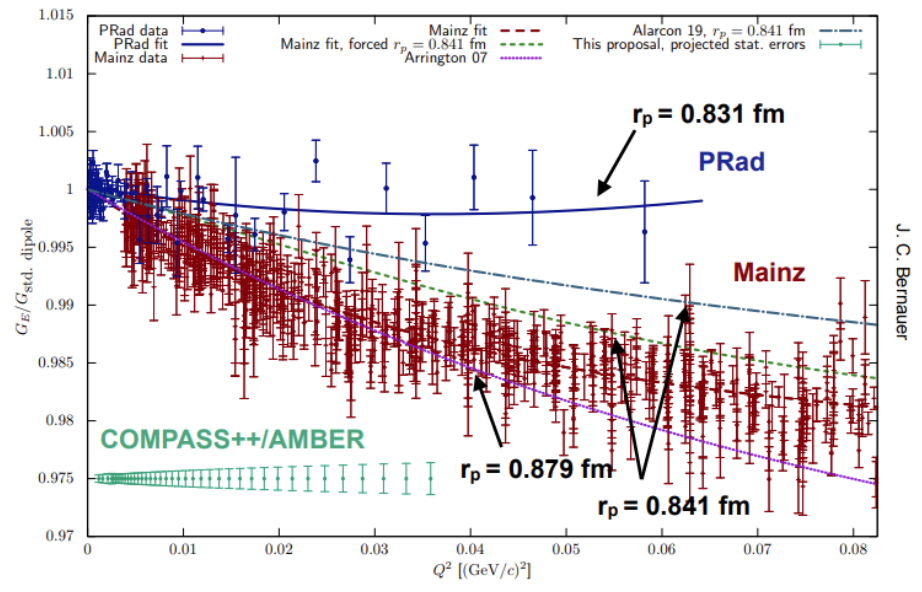 1.015
1.01
1.005
1
0.995
0.99
0.985
0.98
0.975
0.97
G_E/G_std. dipole
PRad data
PRad fit
Mainz data
Mainz fit
Mainz fit, forced r_p = 0.841 fm
Arrington 07
Alarcon 19, r_p = 0.841 fm
This proposal, projected stat. errors
r_p = 0.831 fm
PRad
Mainz
COMPASS++/AMBER
r_p = 0.879 fm
r_p = 0.841 fm
0
0.01
0.02
0.03
0.04
0.05
0.06
0.07
0.08
Q² [(GeV/c)²]
J. C. Bernauer